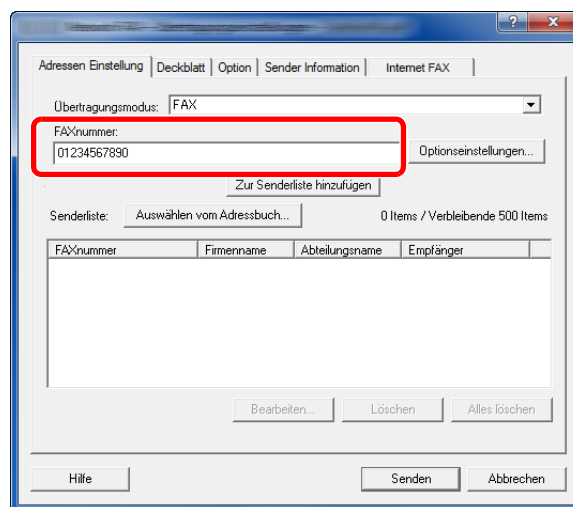 Adressen Einstellung Deckblatt Option Sender Information Internet FAX
Übertragungsmodus: FAX
FAXnummer:
01234567890 Optionseinstellungen...
Zur Senderliste hinzufügen
Senderliste: Auswählen vom Adressbuch... 0 Items / Verbleibende 500 Items
FAXnummer Firmenname Abteilungsname Empfänger
Bearbeiten... Löschen Alles löschen
Hilfe Senden Abbrechen